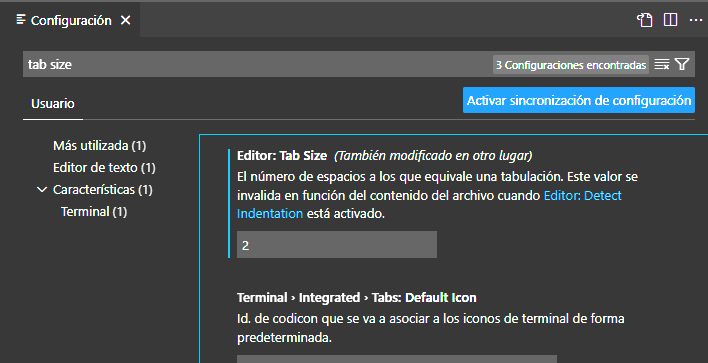 Configuración
tab size
3 Configuraciones encontradas
Usuario
Activar sincronización de configuración
Más utilizada (1)
Editor de texto (1)
Características (1)
Terminal (1)
Editor: Tab Size (También modificado en otro lugar)
El número de espacios a los que equivale una tabulación. Este valor se
invalida en función del contenido del archivo cuando Editor: Detect
Indentation está activado.
2
Terminal › Integrated › Tabs: Default Icon
Id. de codicon que se va a asociar a los iconos de terminal de forma
predeterminada.